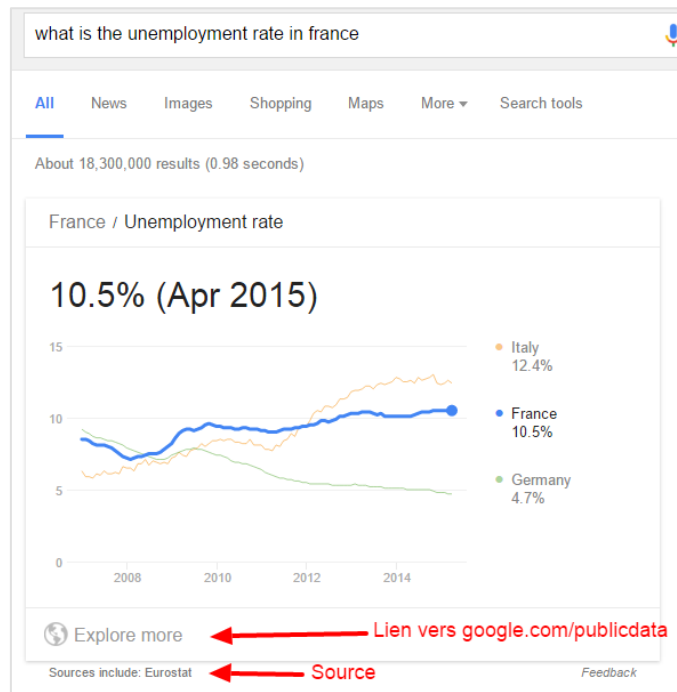 what is the unemployment rate in france
All News Images Shopping Maps More Search tools
About 18,300,000 results (0.98 seconds)
France / Unemployment rate
10.5% (Apr 2015)
15
10
5
0
2008 2010 2012 2014
Italy
12.4%
France
10.5%
Germany
4.7%
Explore more
Lien vers google.com/publicdata
Sources include: Eurostat
Source
Feedback